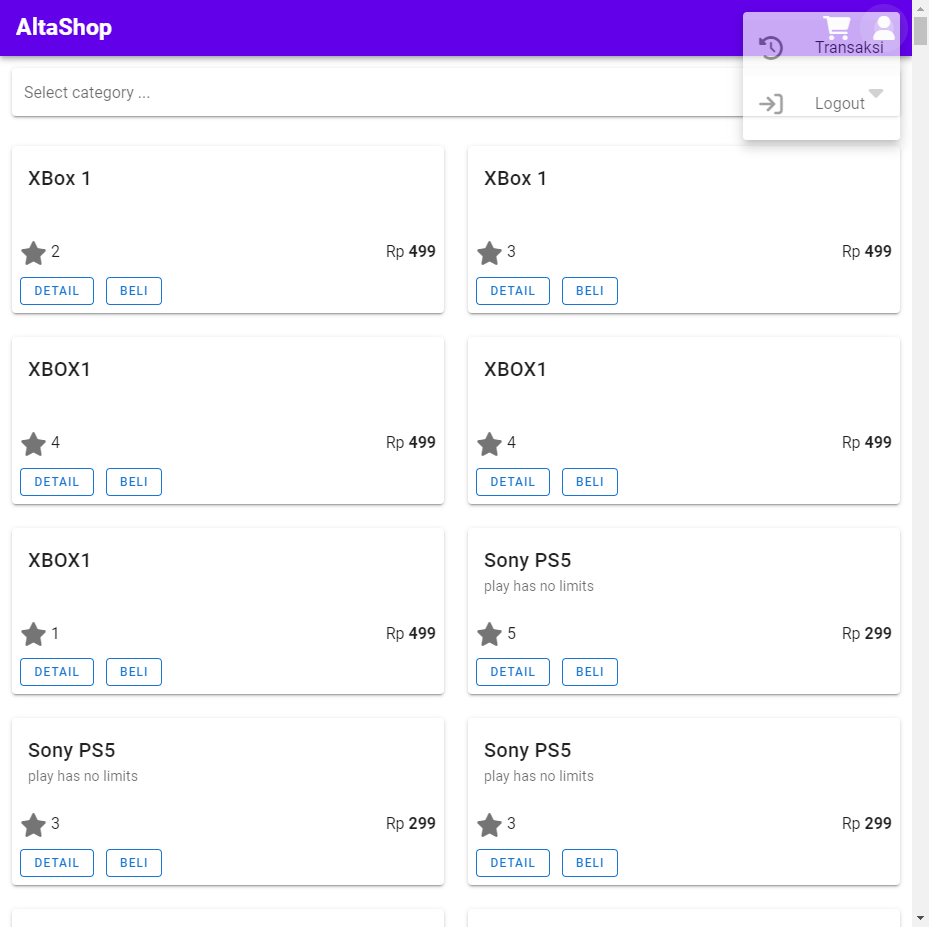 AltaShop
Transaksi
Select category ...
Logout
XBox 1
XBox 1
2 Rp 499
3 Rp 499
DETAIL BELI
DETAIL BELI
XBOX1
XBOX1
4 Rp 499
4 Rp 499
DETAIL BELI
DETAIL BELI
XBOX1
Sony PS5
play has no limits
1 Rp 499
5 Rp 299
DETAIL BELI
DETAIL BELI
Sony PS5
play has no limits
Sony PS5
play has no limits
3 Rp 299
3 Rp 299
DETAIL BELI
DETAIL BELI